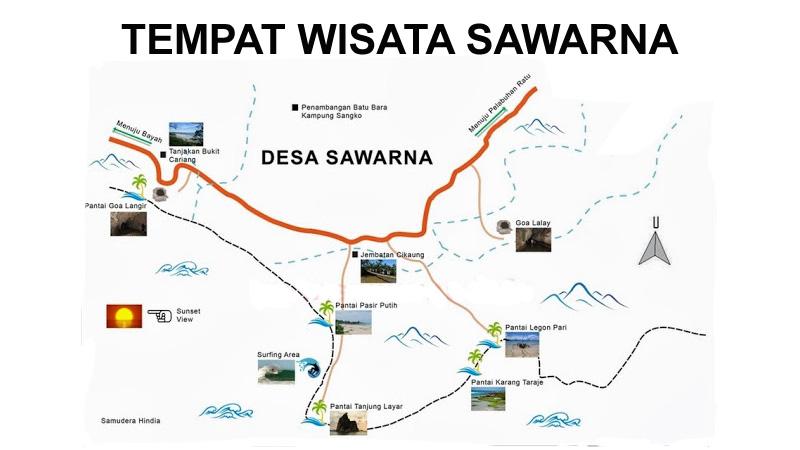 TEMPAT WISATA SAWARNA
Menuju Pelabuhan Ratu
Penambangan Batu Bara
Kampung Sangko
Menuju Bayah
Tanjakan Bukit
Cariang
DESA SAWARNA
Pantai Goa Langir
Goa Lalay
U
Jembatan Cikaung
Pantai Pasir Putih
Sunset
View
Pantai Legon Pari
Surfing Area
Pantai Karang Taraje
Pantai Tanjung Layar
Samudera Hindia